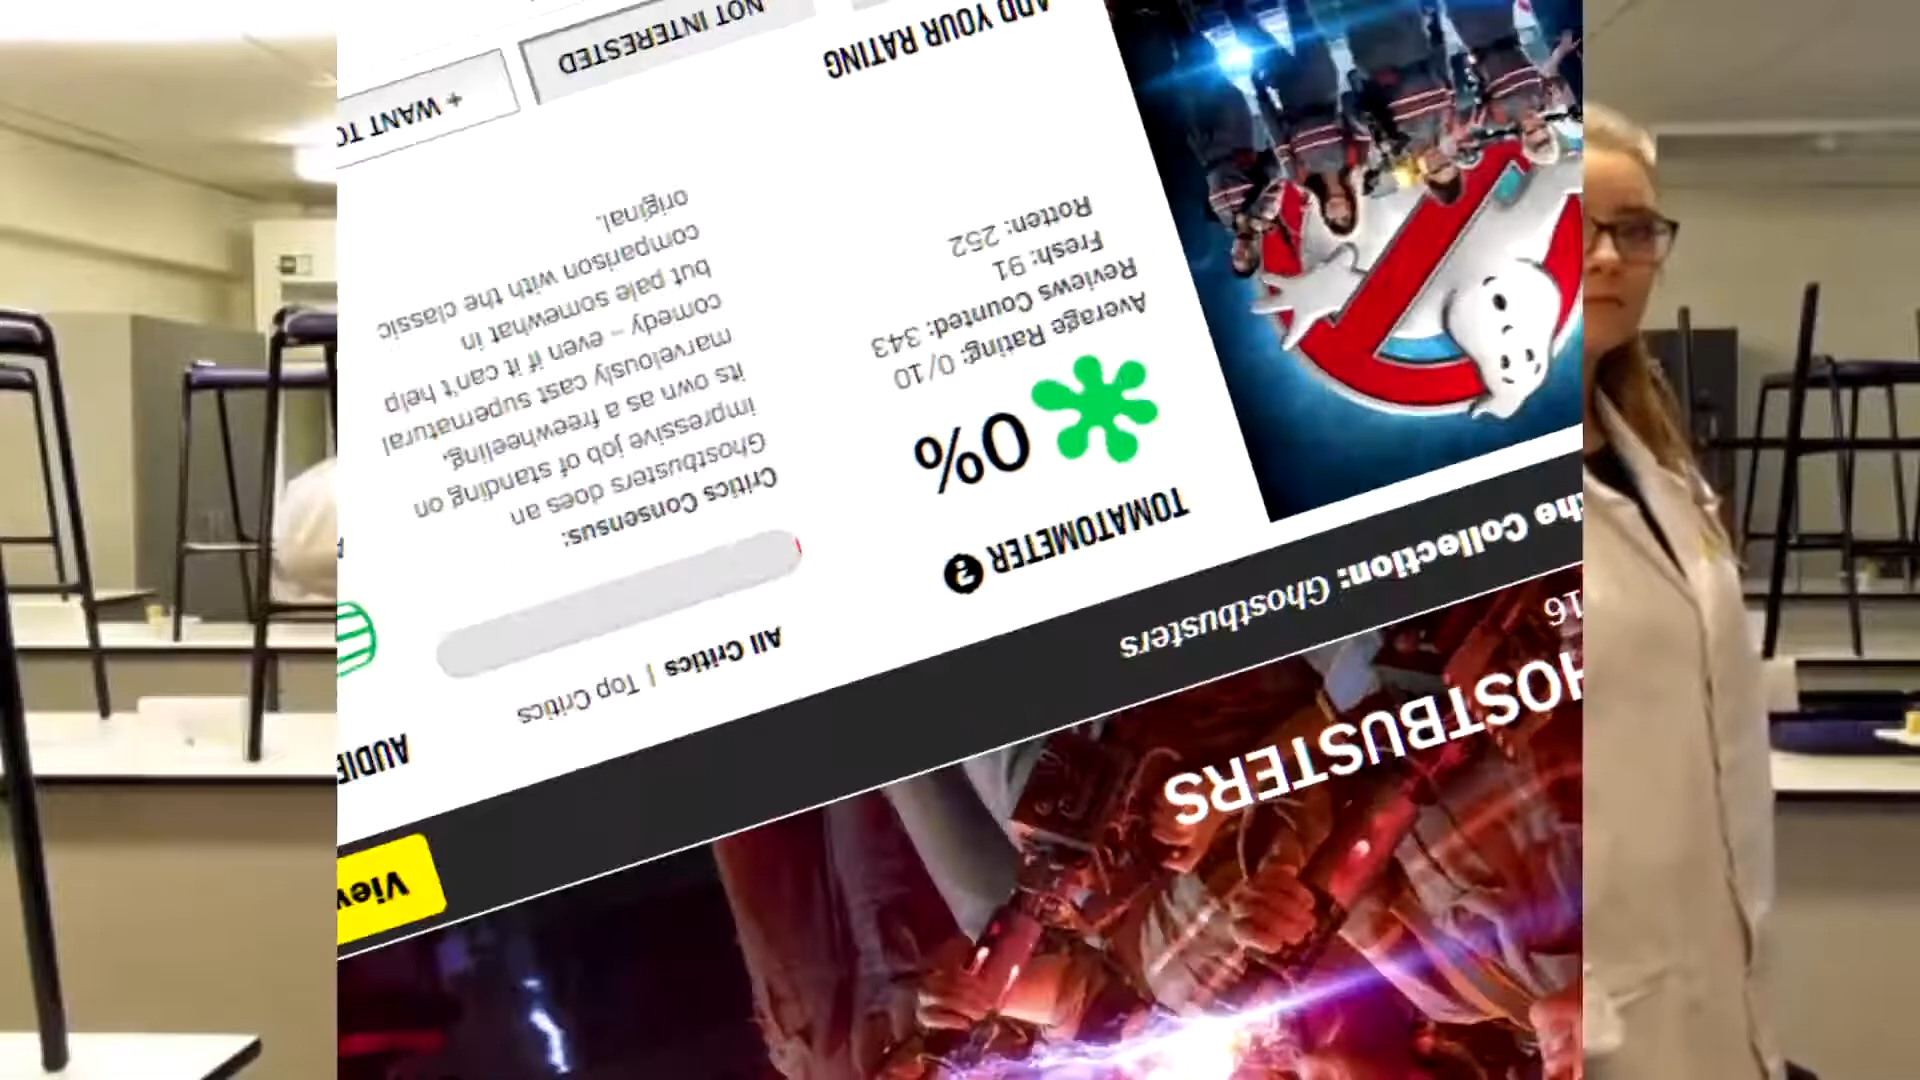 HOSTBUSTERS
16
he Collection: Ghostbusters
View
TOMATOMETER ?
0%
Average Rating: 0/10
Reviews Counted: 343
Fresh: 91
Rotten: 252
All Critics | Top Critics
Critics Consensus:
Ghostbusters does an
impressive job of standing on
its own as a freewheeling,
marvelously cast supernatural
comedy – even if it can't help
but pale somewhat in
comparison with the classic
original.
AUDIE
ADD YOUR RATING
NOT INTERESTED
+ WANT TO